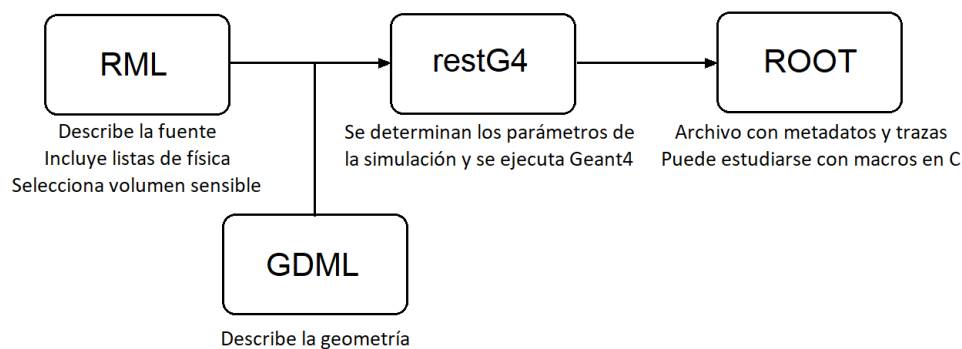 RML
Describe la fuente
Incluye listas de física
Selecciona volumen sensible
restG4
Se determinan los parámetros de
la simulación y se ejecuta Geant4
ROOT
Archivo con metadatos y trazas
Puede estudiarse con macros en C
GDML
Describe la geometría